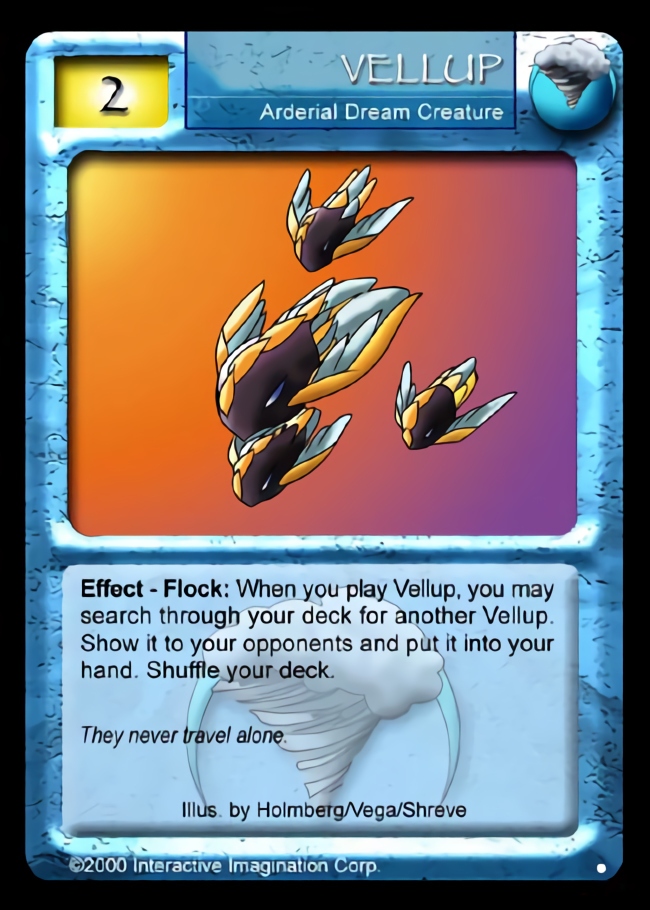 2
VELLUP
Arderial Dream Creature
Effect - Flock: When you play Vellup, you may
search through your deck for another Vellup.
Show it to your opponents and put it into your
hand. Shuffle your deck.
They never travel alone.
Illus. by Holmberg/Vega/Shreve
©2000 Interactive Imagination Corp.